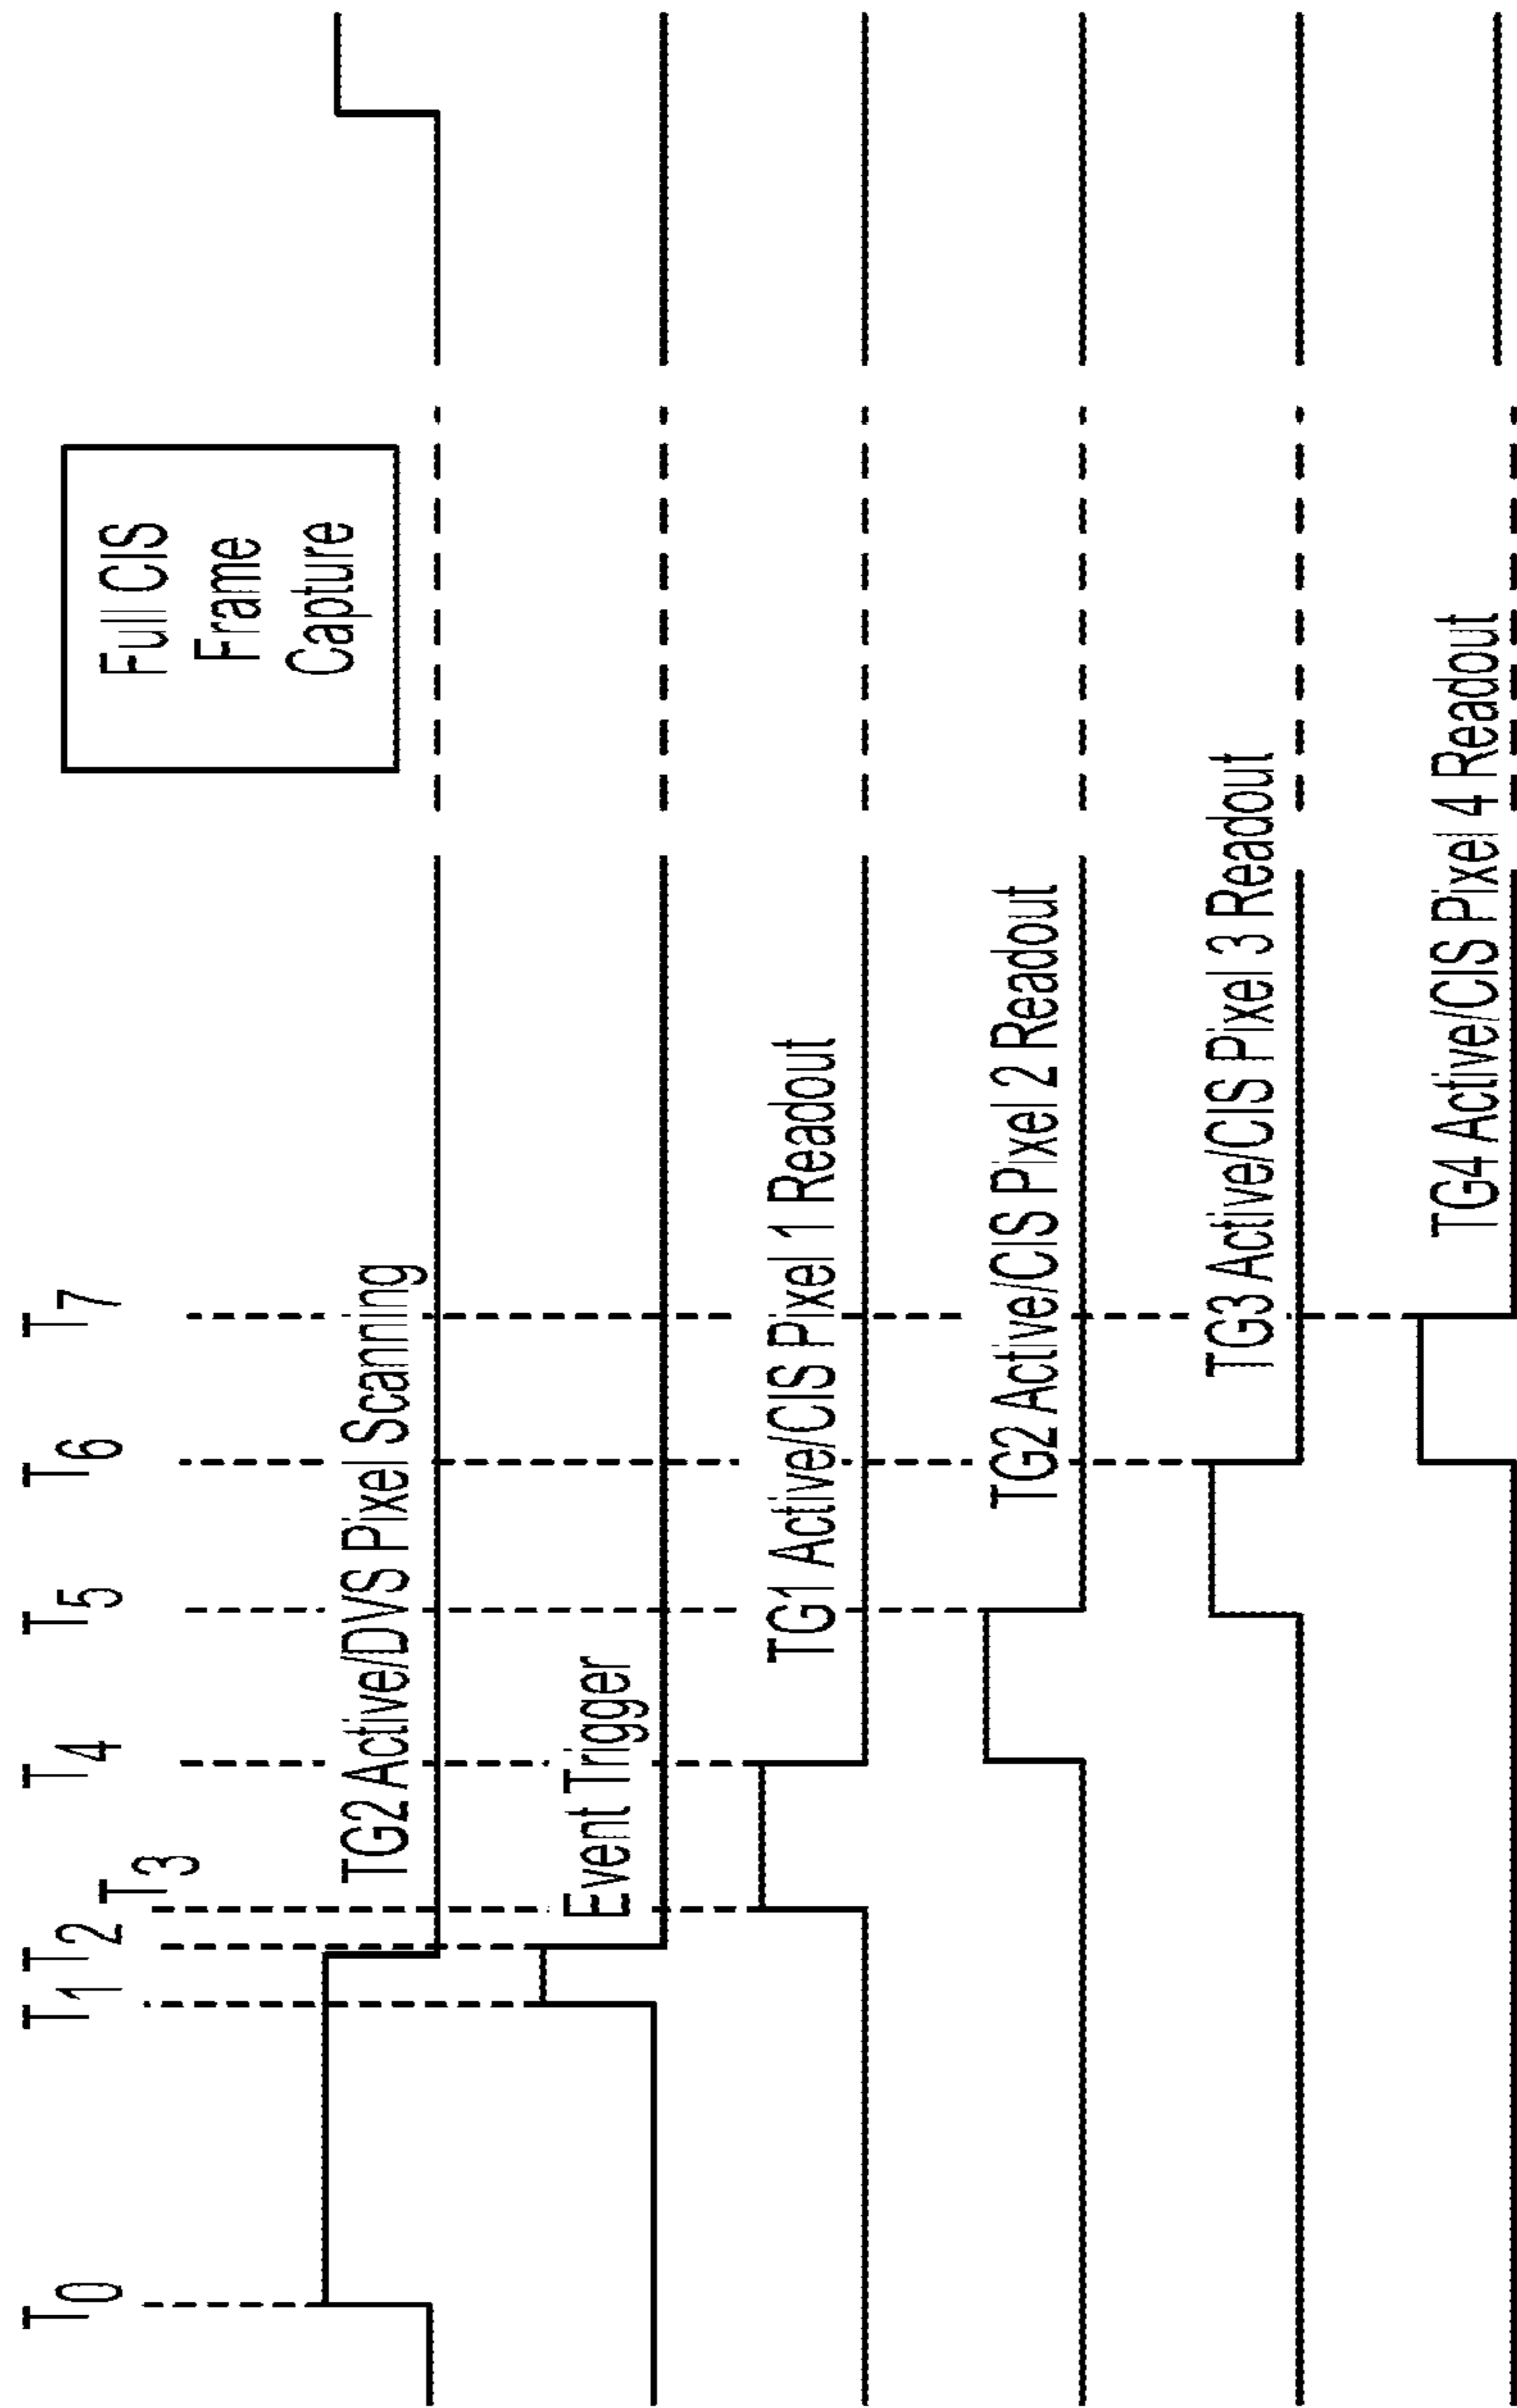 T0 T1 T2 T3 T4 T5 T6 T7
Full CIS
Frame
Capture
TG2 Active/DVS Pixel Scanning
Event Trigger
TG1 Active/CIS Pixel 1 Readout
TG2 Active/CIS Pixel 2 Readout
TG3 Active/CIS Pixel 3 Readout
TG4 Active/CIS Pixel 4 Readout